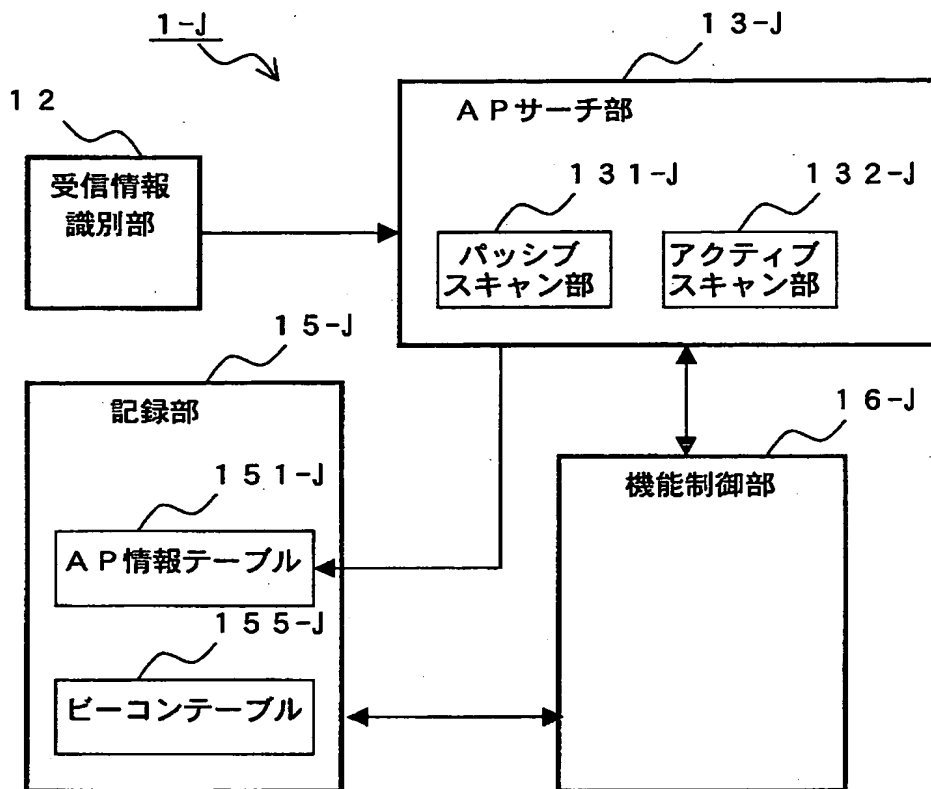 1-J
13-J
12
APサーチ部
受信情報
識別部
131-J
132-J
パッシブ
スキャン部
アクティブ
スキャン部
15-J
記録部
16-J
機能制御部
151-J
AP情報テーブル
155-J
ビーコンテーブル